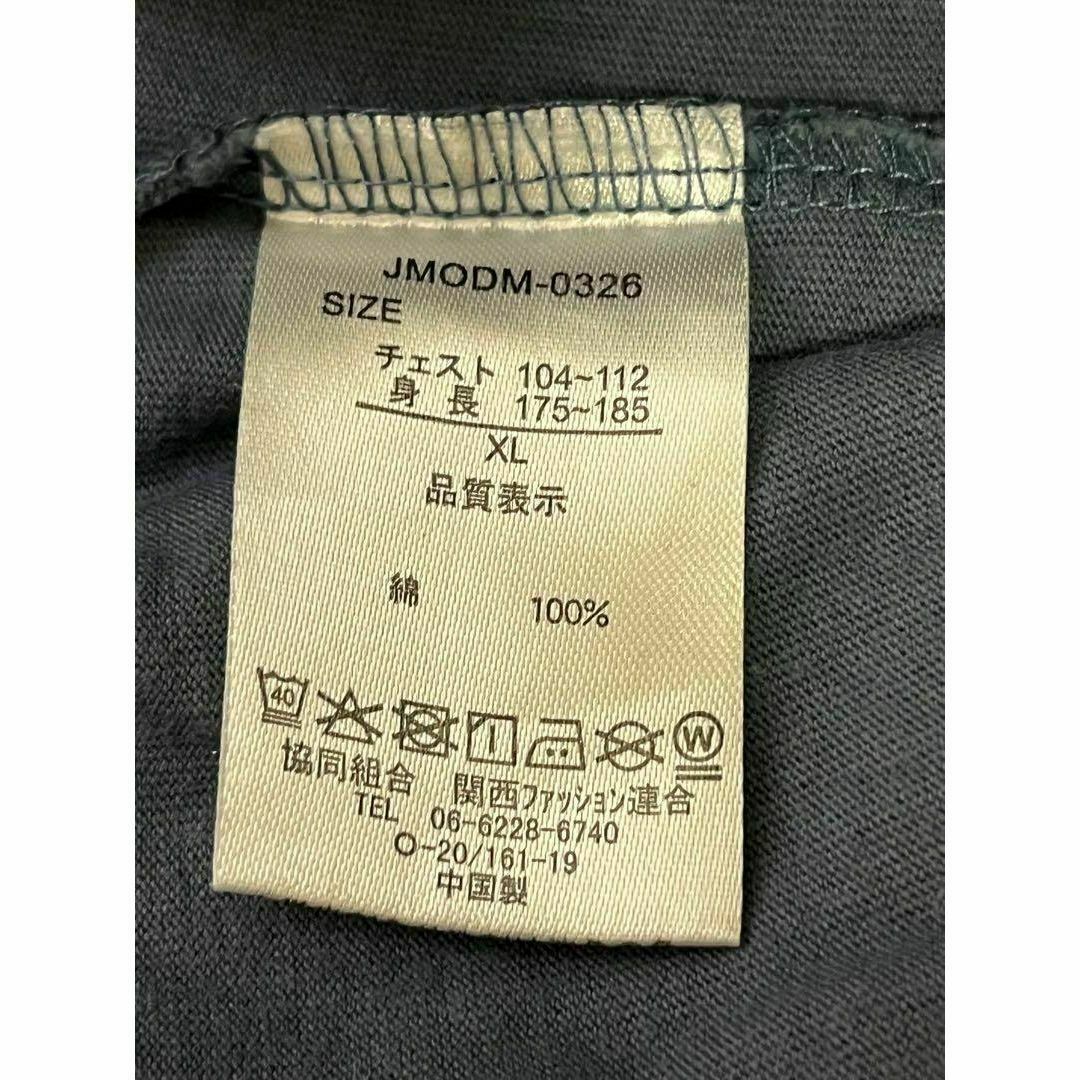 JMODM-0326
SIZE
チェスト 104~112
身長 175~185
XL
品質表示
綿 100%
40 W
協同組合 関西ファッション連合
TEL 06-6228-6740
O-20/161-19
中国製